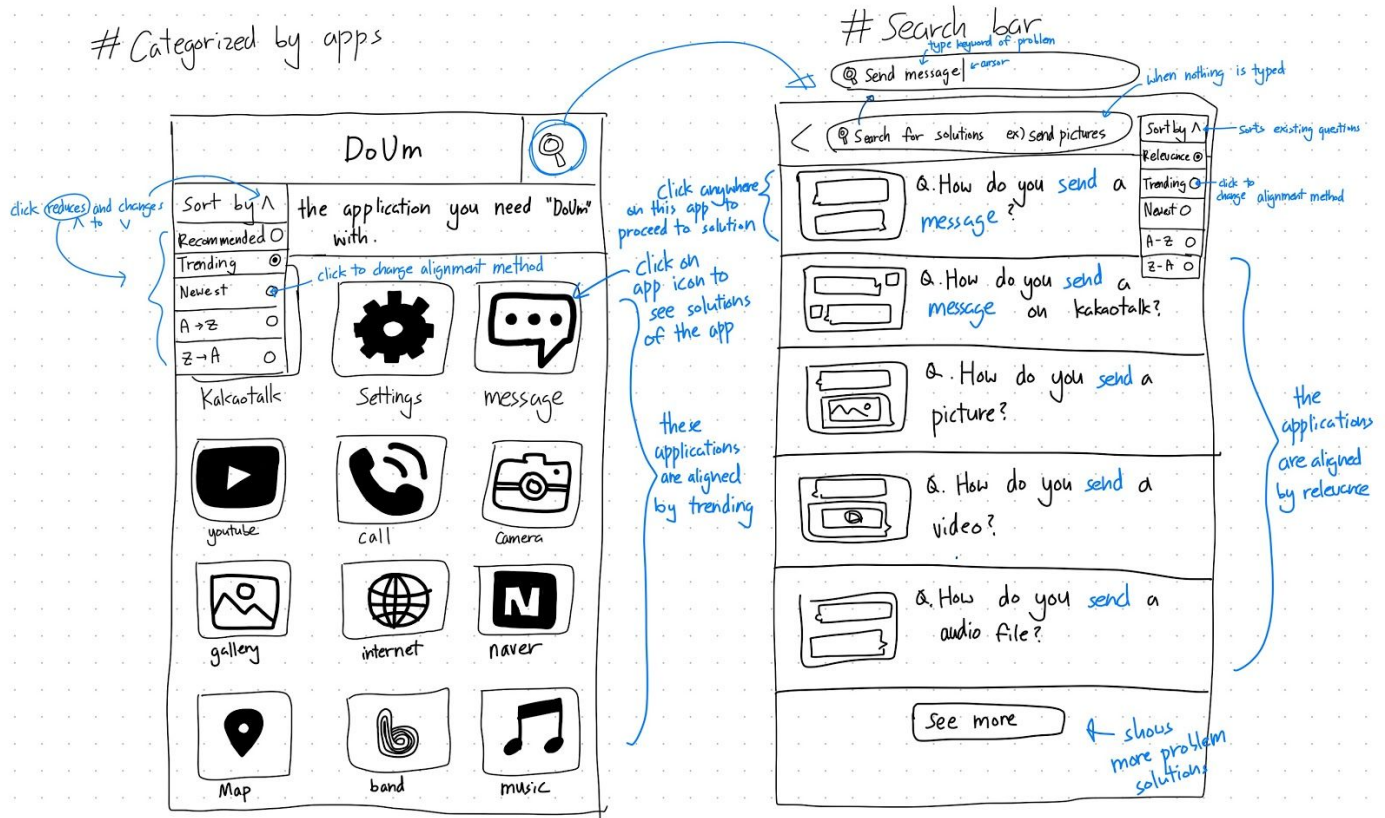 # Categorized by apps
DoUm
Sort by ʌ
Recommended
Trending
Newest
A → Z
Z → A
the application you need "DoUm"
with.
click reduces and changes
ʌ to v
click to change alignment method
click on
app icon to
see solutions
of the app
Kakaotalk
Settings
message
youtube
call
Camera
gallery
internet
N
naver
Map
band
music
these
applications
are aligned
by trending
# Search bar
type keyword of problem
Send message|
cursor
when nothing is typed
< Search for solutions ex) send pictures
Sort by ʌ
sorts existing questions
Relevance
Trending
click to
change alignment method
Newest
A - Z
Z - A
Click anywhere
on this app to
proceed to solution
Q. How do you send a
message?
Q. How do you send a
message on kakaotalk?
Q. How do you send a
picture?
Q. How do you send a
video?
Q. How do you send a
audio file?
the
applications
are aligned
by relevance
See more
shows
more problem
solutions